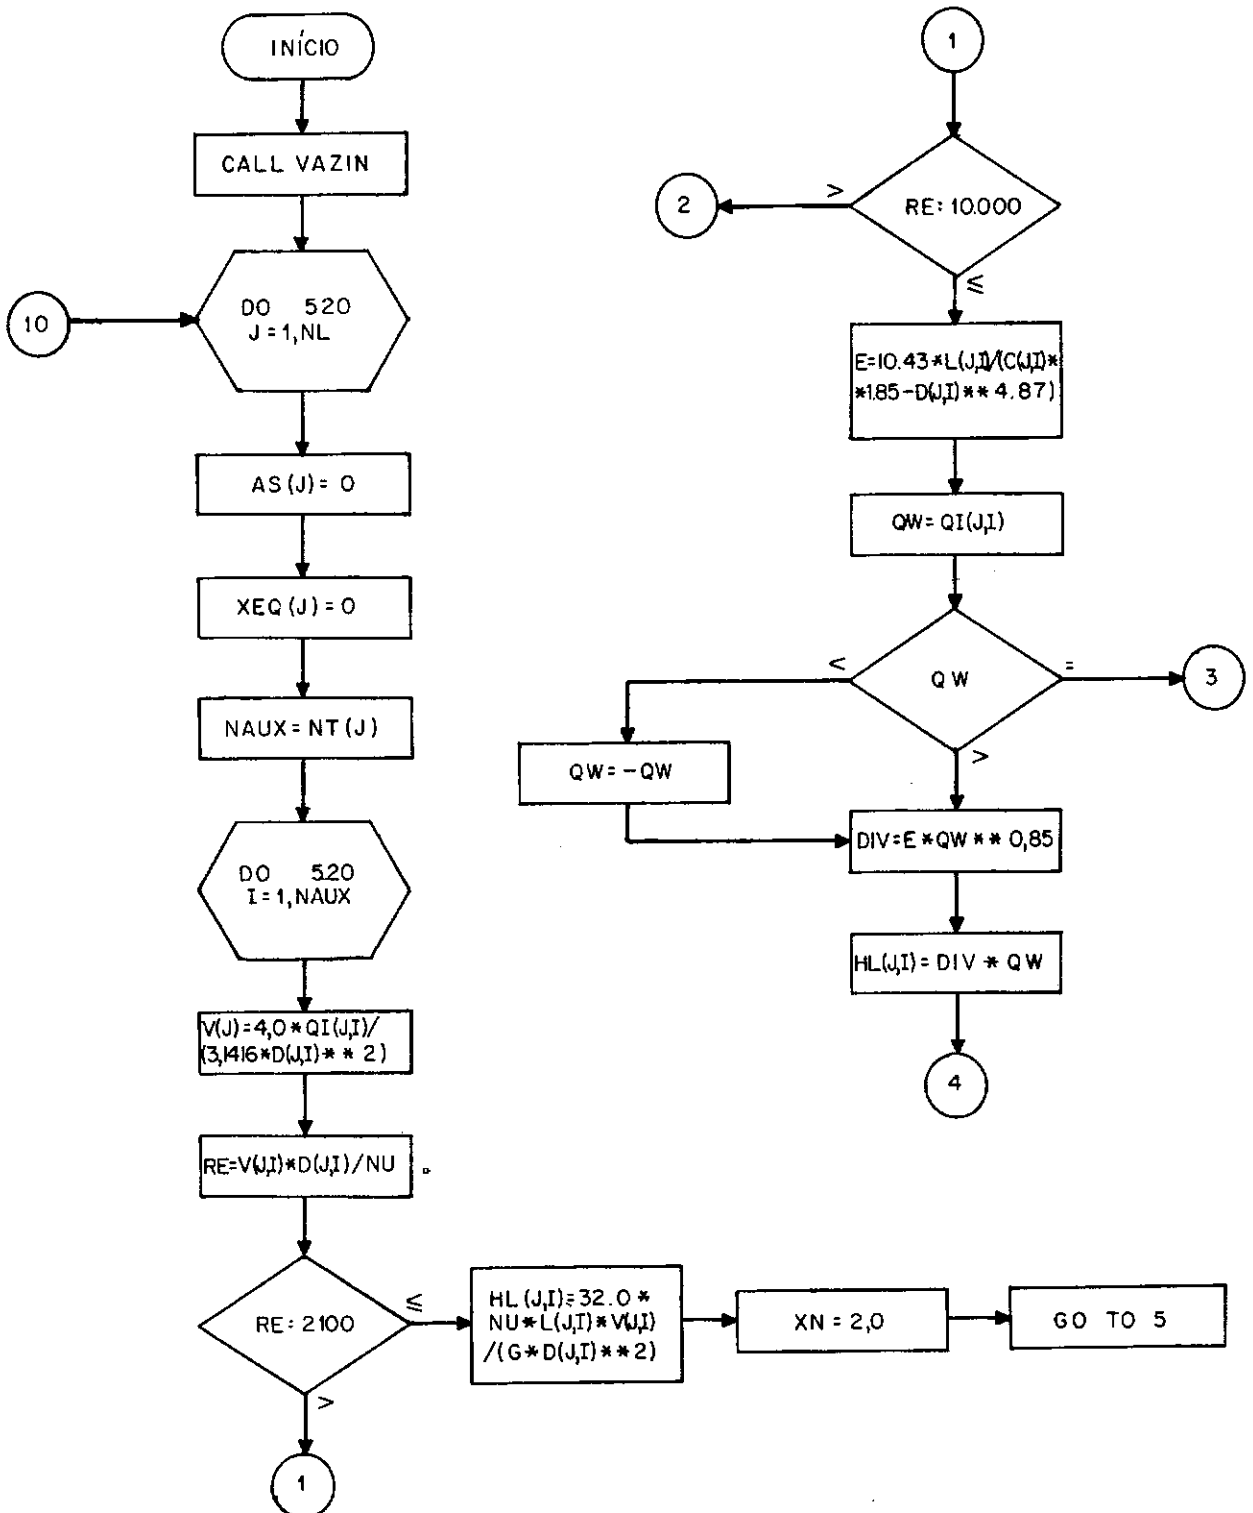 INÍCIO
CALL VAZIN
10
DO 520
J=1,NL
AS(J)=0
XEQ(J)=0
NAUX=NT(J)
DO 520
I=1,NAUX
V(J)=4,0*QI(J,I)/
(3,1416*D(J,I)**2)
RE=V(J,I)*D(J,I)/NU
RE:2100
≤
HL(J,I)=32.0*
NU*L(J,I)*V(J,I)
/(G*D(J,I)**2)
XN=2,0
GO TO 5
>
1
1
RE:10.000
>
2
≤
E=10.43*L(J,I)/(C(J,I)*
*1.85-D(J,I)**4.87)
QW=QI(J,I)
QW
<
=
3
>
QW=-QW
DIV=E*QW**0,85
HL(J,I)=DIV*QW
4